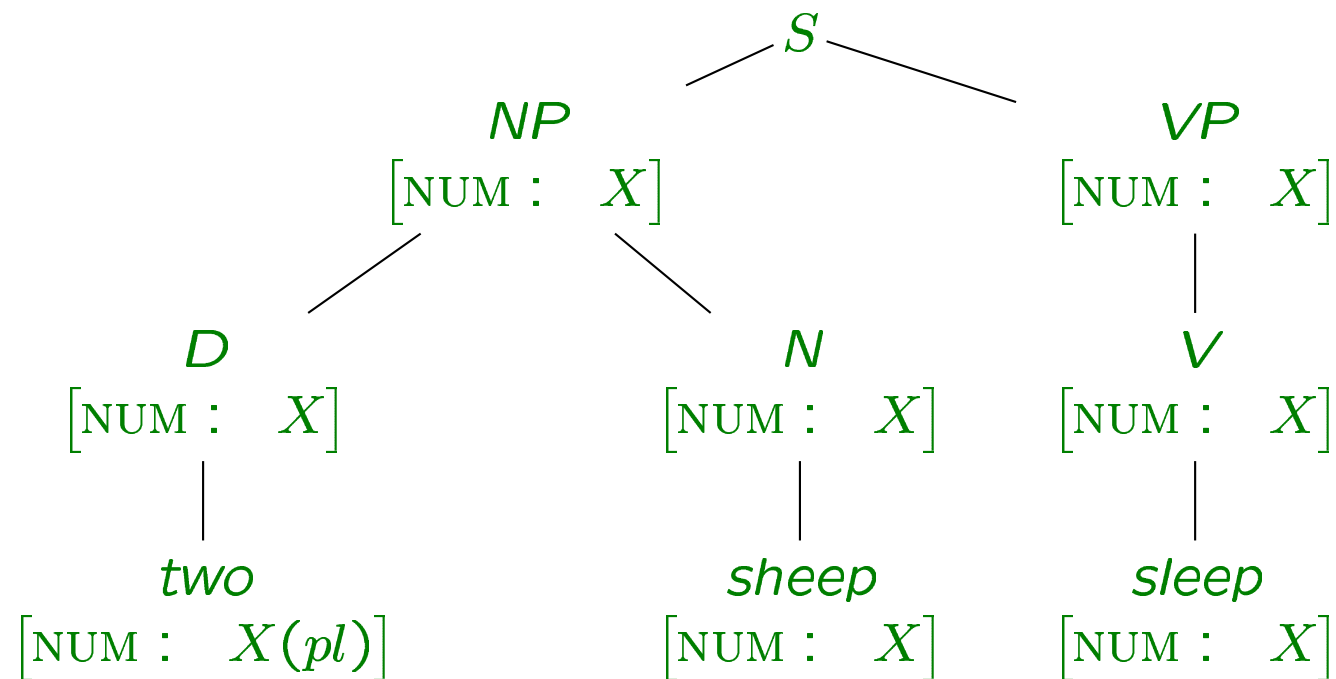 S
NP VP
[NUM : X] [NUM : X]
D N V
[NUM : X] [NUM : X] [NUM : X]
two sheep sleep
[NUM : X(pl)] [NUM : X] [NUM : X]